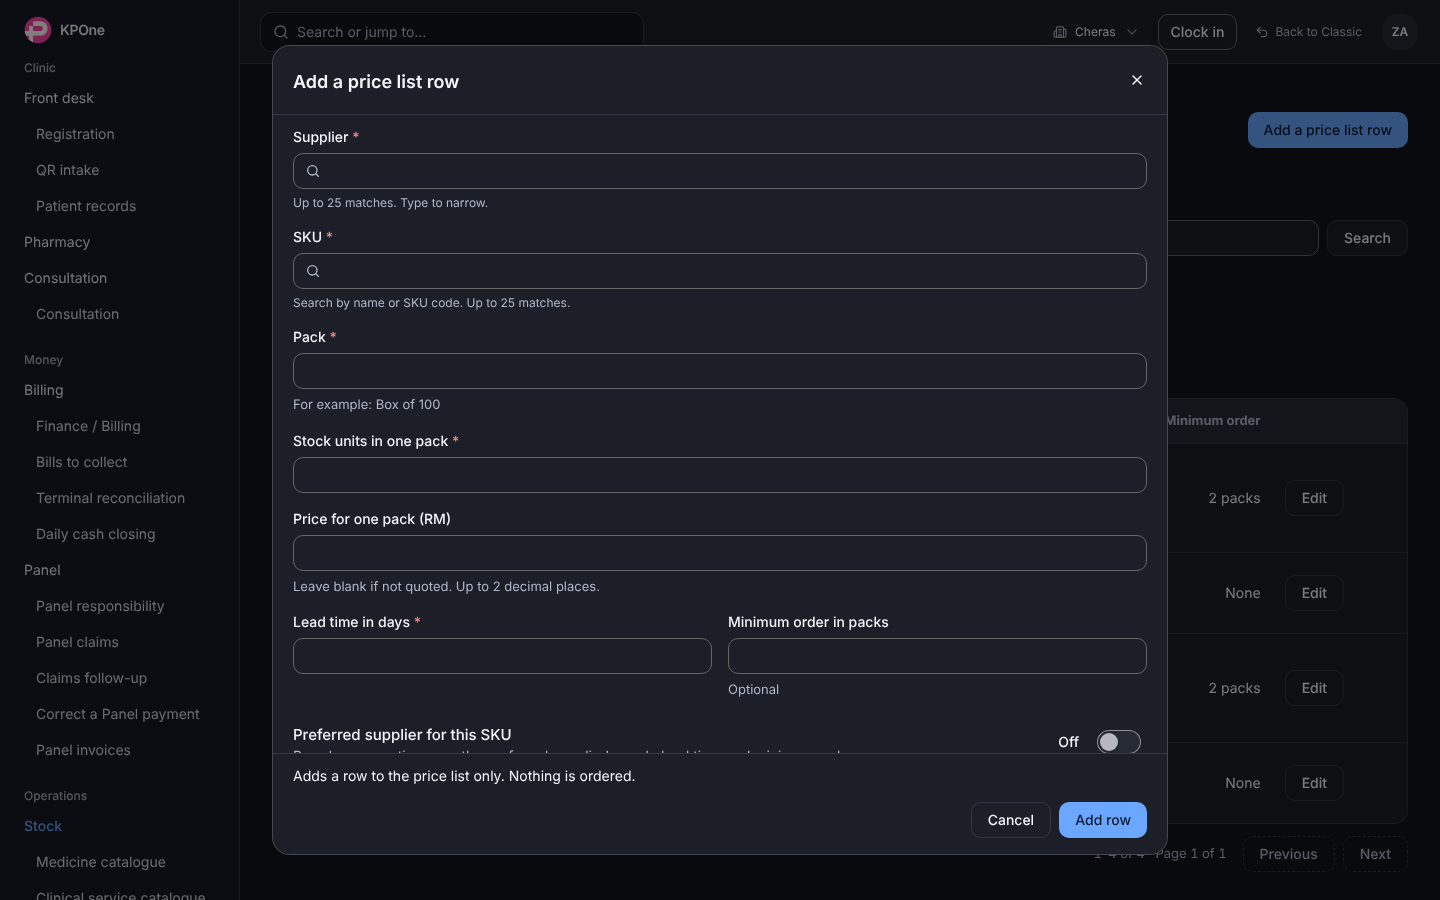 KPOne
Search or jump to...
Cheras
Clock in
Back to Classic
ZA
Clinic
Front desk
Registration
QR intake
Patient records
Pharmacy
Consultation
Consultation
Money
Billing
Finance / Billing
Bills to collect
Terminal reconciliation
Daily cash closing
Panel
Panel responsibility
Panel claims
Claims follow-up
Correct a Panel payment
Panel invoices
Operations
Stock
Medicine catalogue
Clinical service catalogue
Add a price list row
Search
Minimum order
2 packs Edit
None Edit
2 packs Edit
None Edit
Page 1 of 1
Previous
Next
Add a price list row
Supplier *
Up to 25 matches. Type to narrow.
SKU *
Search by name or SKU code. Up to 25 matches.
Pack *
For example: Box of 100
Stock units in one pack *
Price for one pack (RM)
Leave blank if not quoted. Up to 2 decimal places.
Lead time in days *
Minimum order in packs
Optional
Preferred supplier for this SKU
Off
Adds a row to the price list only. Nothing is ordered.
Cancel
Add row